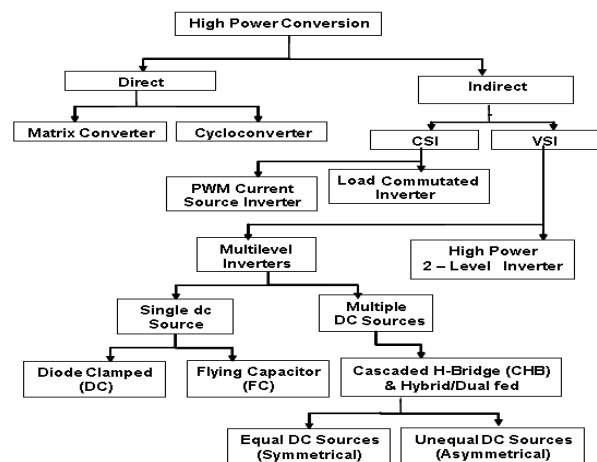 High Power Conversion
Direct
Indirect
Matrix Converter
Cycloconverter
CSI
VSI
PWM Current
Source Inverter
Load Commutated
Inverter
Multilevel
Inverters
High Power
2 – Level Inverter
Single dc
Source
Multiple
DC Sources
Diode Clamped
(DC)
Flying Capacitor
(FC)
Cascaded H-Bridge (CHB)
& Hybrid/Dual fed
Equal DC Sources
(Symmetrical)
Unequal DC Sources
(Asymmetrical)